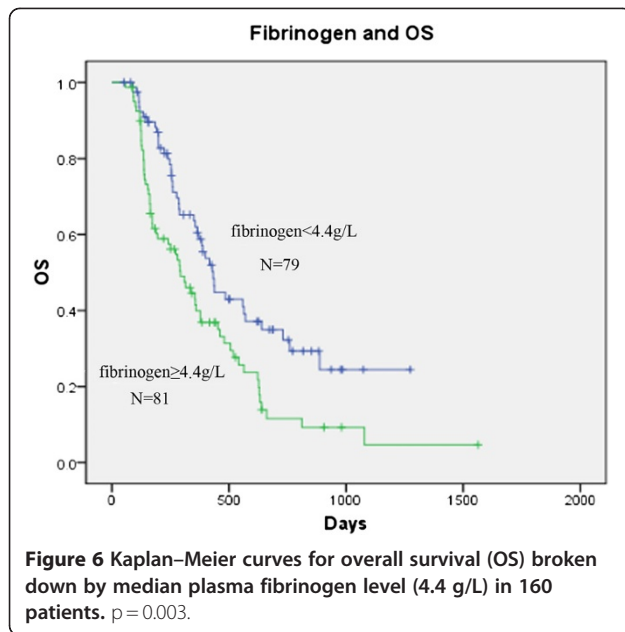 Fibrinogen and OS
1.0
0.8
0.6
0.4
0.2
0.0
OS
fibrinogen<4.4g/L
N=79
fibrinogen≥4.4g/L
N=81
0
500
1000
1500
2000
Days
Figure 6 Kaplan–Meier curves for overall survival (OS) broken
down by median plasma fibrinogen level (4.4 g/L) in 160
patients. p = 0.003.